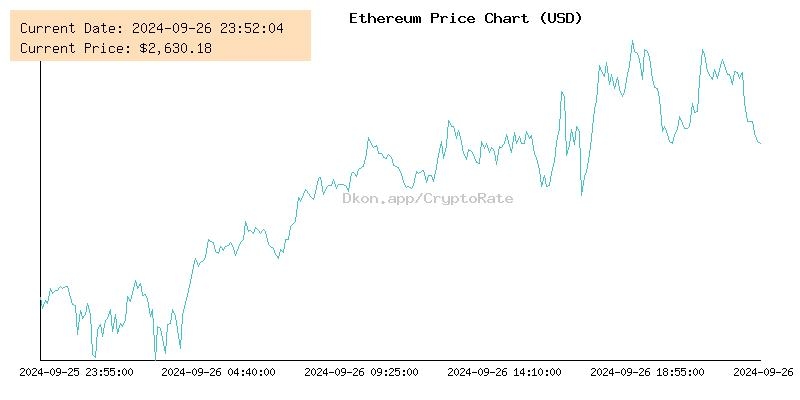 Ethereum Price Chart (USD)
Current Date: 2024-09-26 23:52:04
Current Price: $2,630.18
Dkon.app/CryptoRate
2024-09-25 23:55:00 2024-09-26 04:40:00 2024-09-26 09:25:00 2024-09-26 14:10:00 2024-09-26 18:55:00 2024-09-26